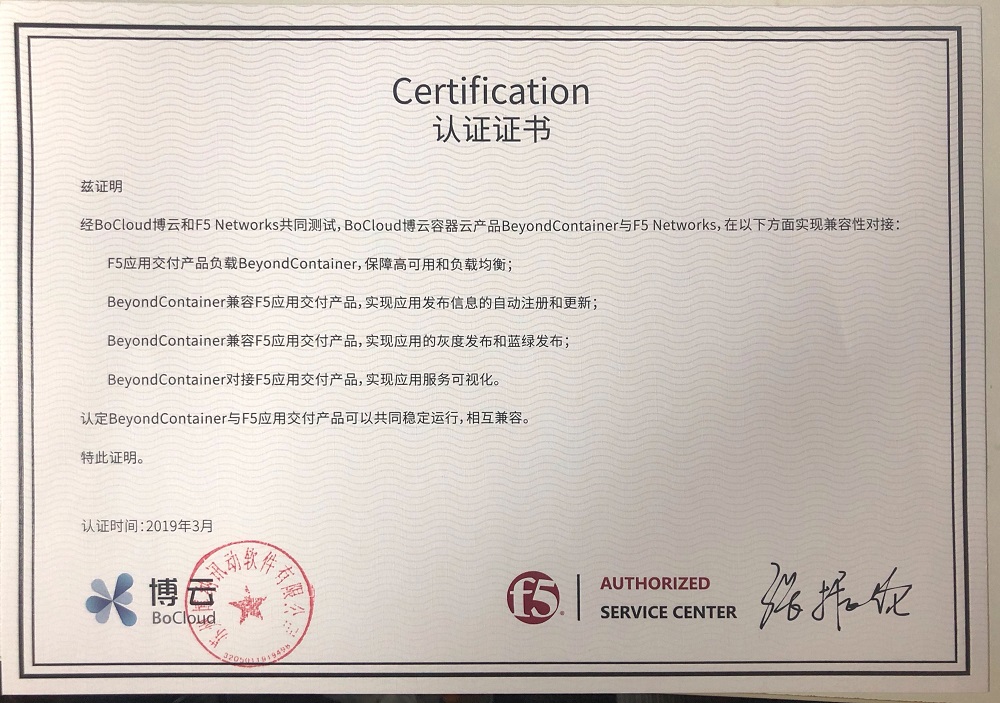 Certification
认证证书
兹证明
经BoCloud博云和F5 Networks共同测试，BoCloud博云容器云产品BeyondContainer与F5 Networks，在以下方面实现兼容性对接：
F5应用交付产品负载BeyondContainer，保障高可用和负载均衡；
BeyondContainer兼容F5应用交付产品，实现应用发布信息的自动注册和更新；
BeyondContainer兼容F5应用交付产品，实现应用的灰度发布和蓝绿发布；
BeyondContainer对接F5应用交付产品，实现应用服务可视化。
认定BeyondContainer与F5应用交付产品可以共同稳定运行，相互兼容。
特此证明。
认证时间：2019年3月
博云
BoCloud
讯动软件有限公司
f5
AUTHORIZED
SERVICE CENTER